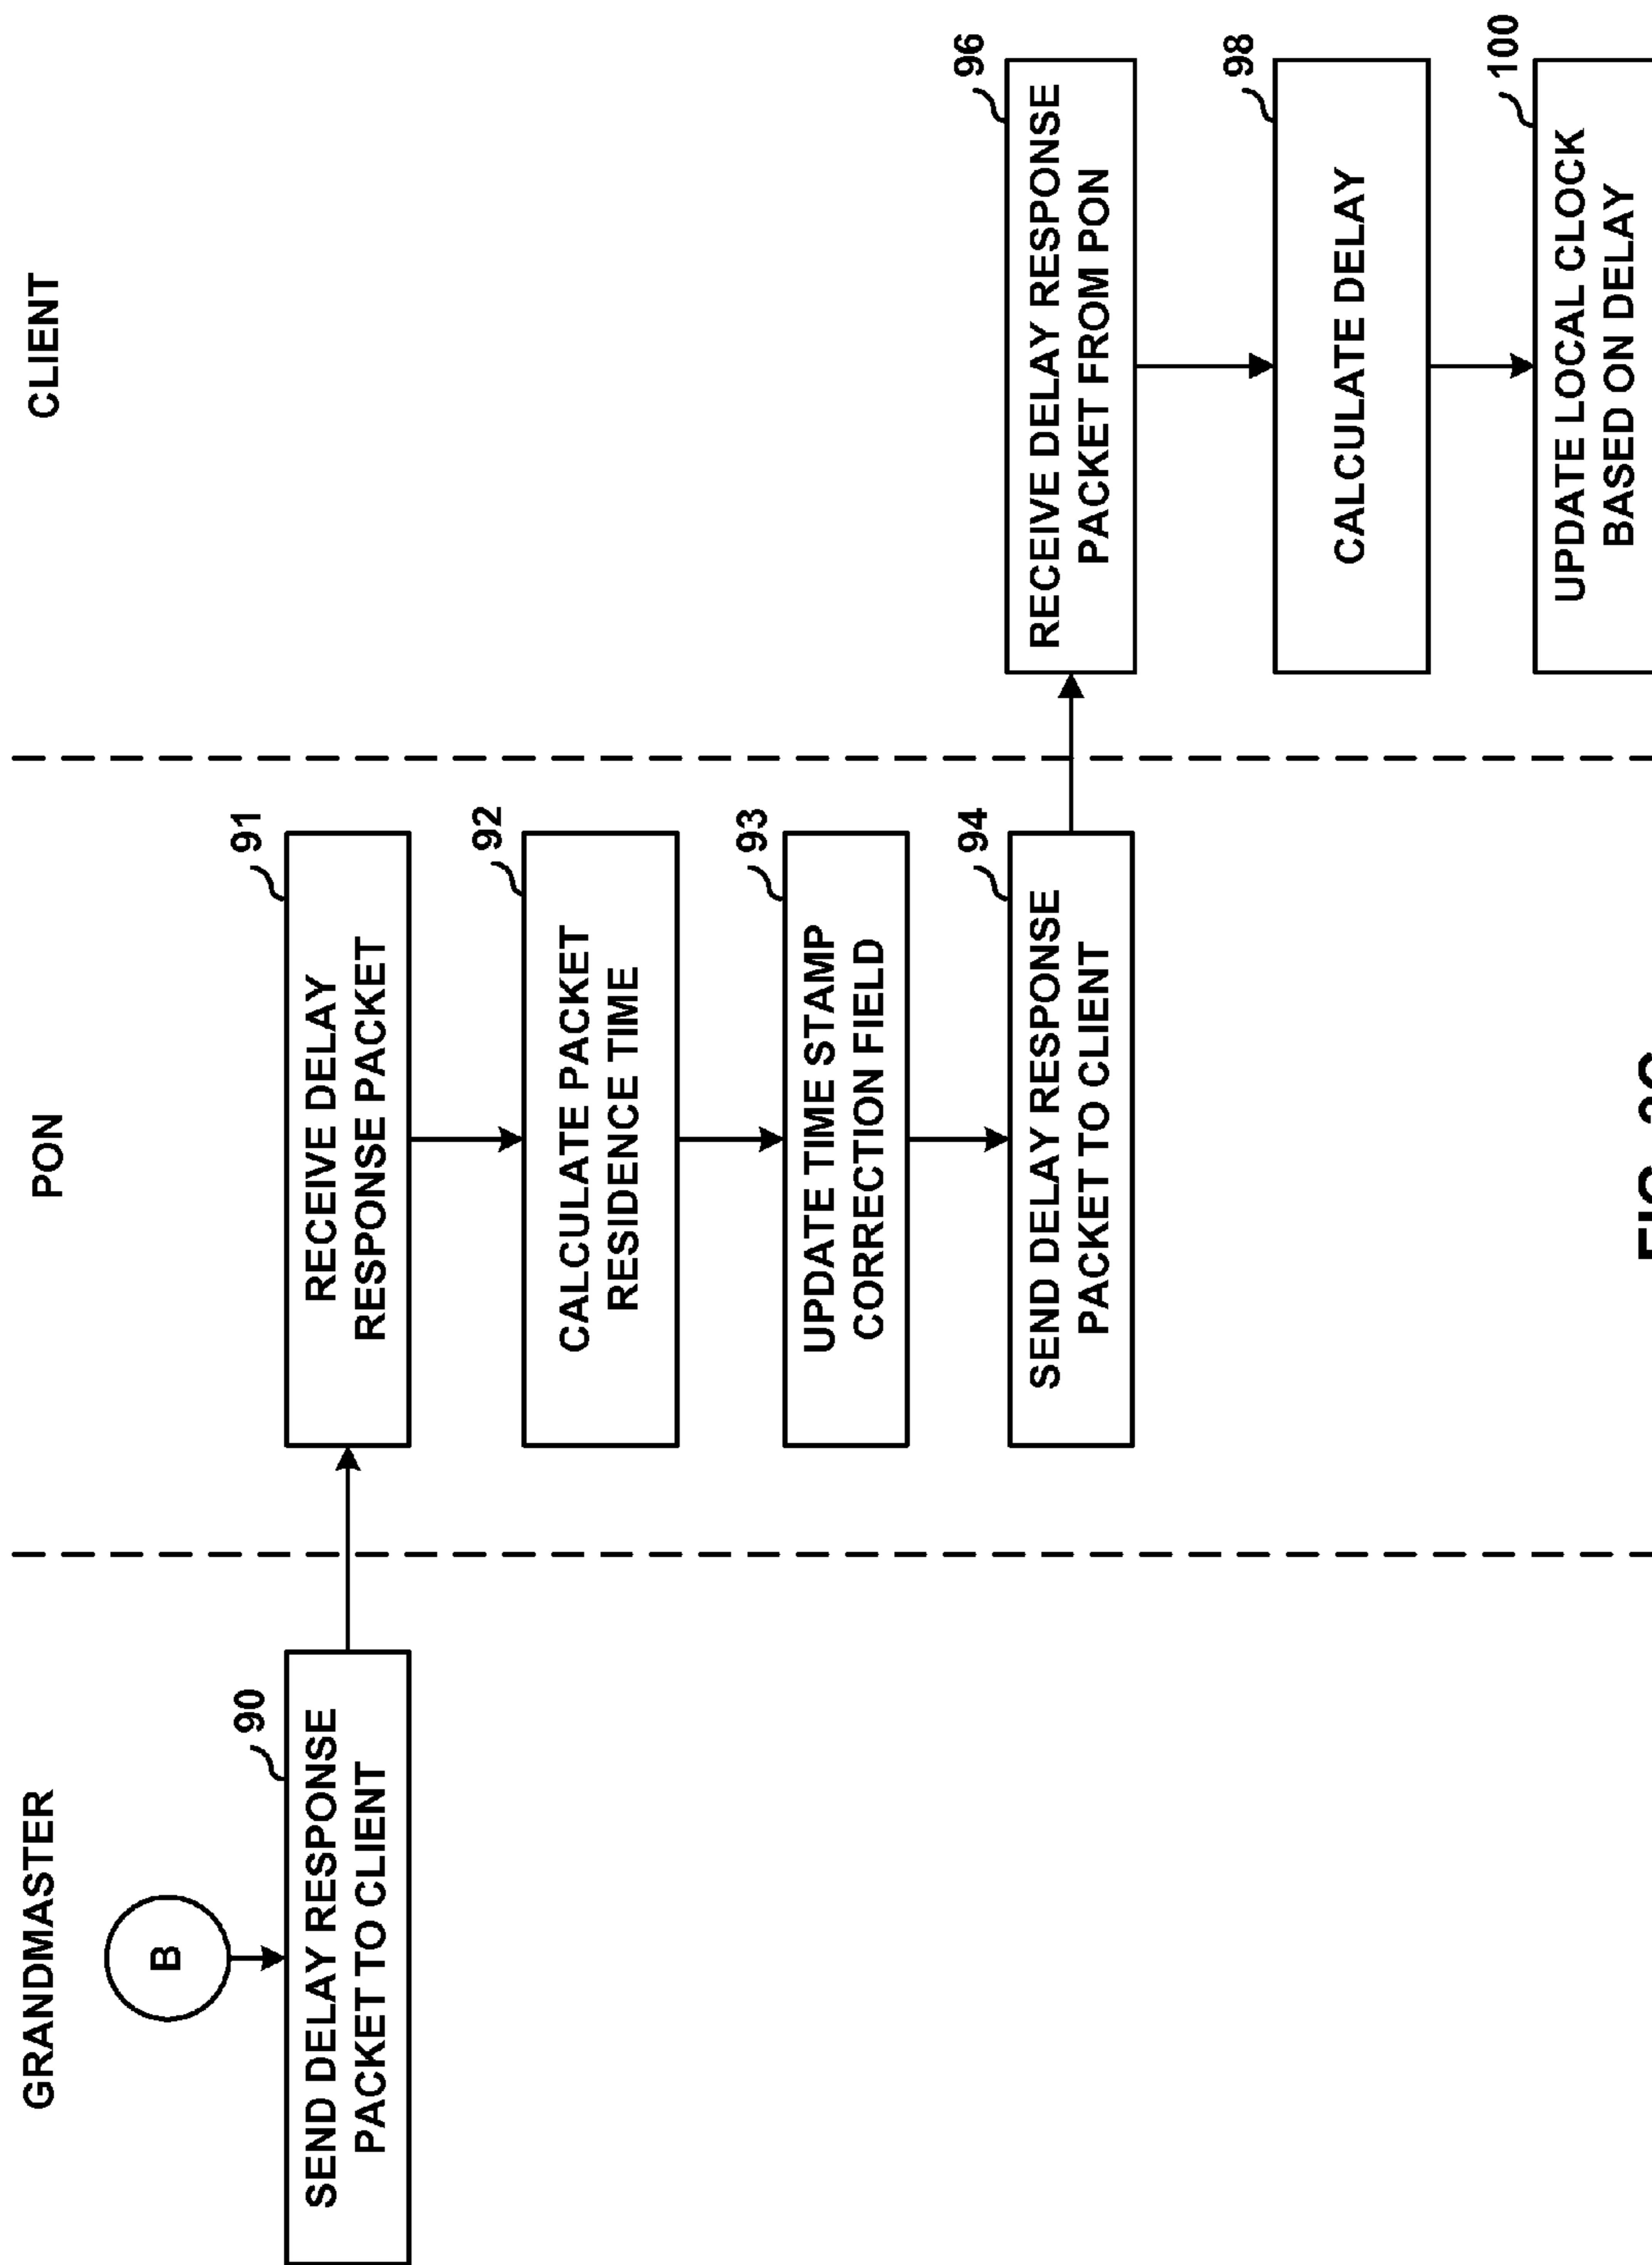 GRANDMASTER
PON
CLIENT
B
90
SEND DELAY RESPONSE
PACKET TO CLIENT
91
RECEIVE DELAY
RESPONSE PACKET
92
CALCULATE PACKET
RESIDENCE TIME
93
UPDATE TIME STAMP
CORRECTION FIELD
94
SEND DELAY RESPONSE
PACKET TO CLIENT
96
RECEIVE DELAY RESPONSE
PACKET FROM PON
98
CALCULATE DELAY
100
UPDATE LOCAL CLOCK
BASED ON DELAY
FIG.